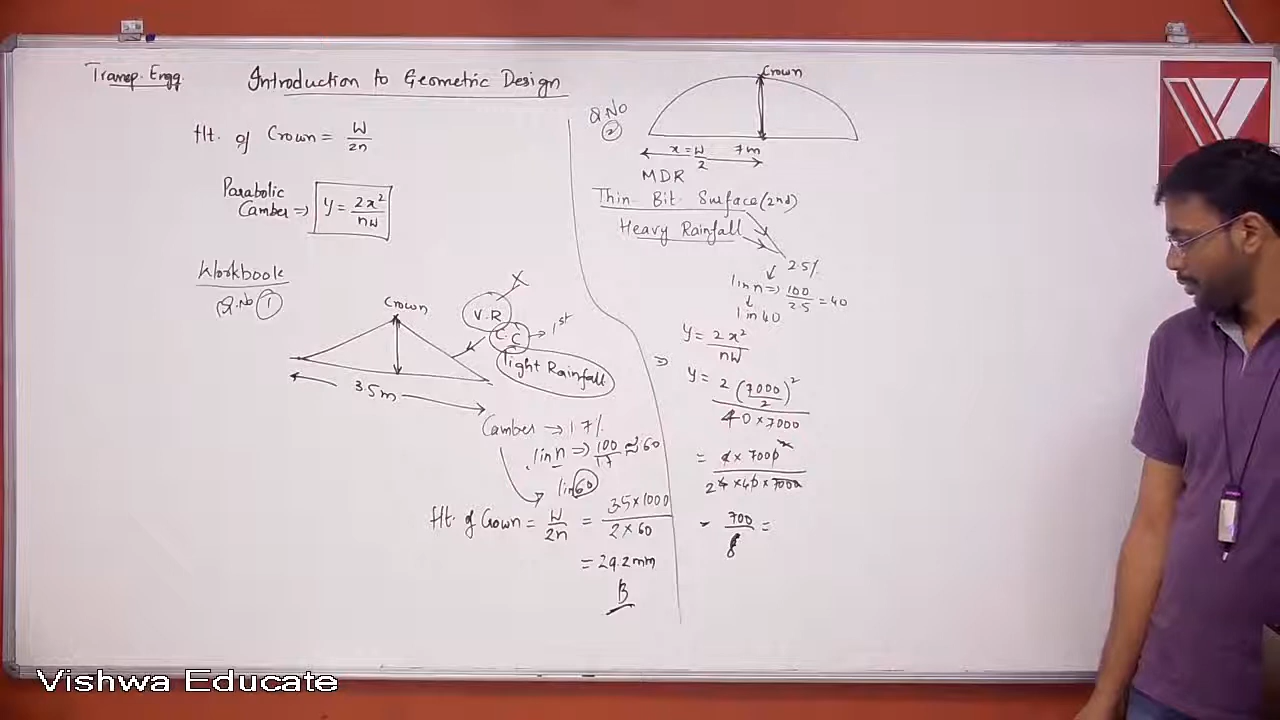 Transp. Engg.
Introduction to Geometric Design
Ht. of Crown = W/2n
Parabolic
Camber => y = 2x²/nW
Workbook
Q.No 1
Crown
V.R
C.C → 1st
light Rainfall
3.5m
Camber → 1.7%
1 in n => 100/1.7 ≈ 60
1 in 60
Ht. of Crown = W/2n = 3.5×1000/2×60
= 29.2mm
B
Q.No
2
Crown
x = W/2 7m
MDR
Thin Bit. Surface (2nd)
Heavy Rainfall
2.5%
1 in n => 100/2.5 = 40
1 in 40
y = 2x²/nW
=> y = 2(7000/2)²/40×7000
700/8 =
Vishwa Educate